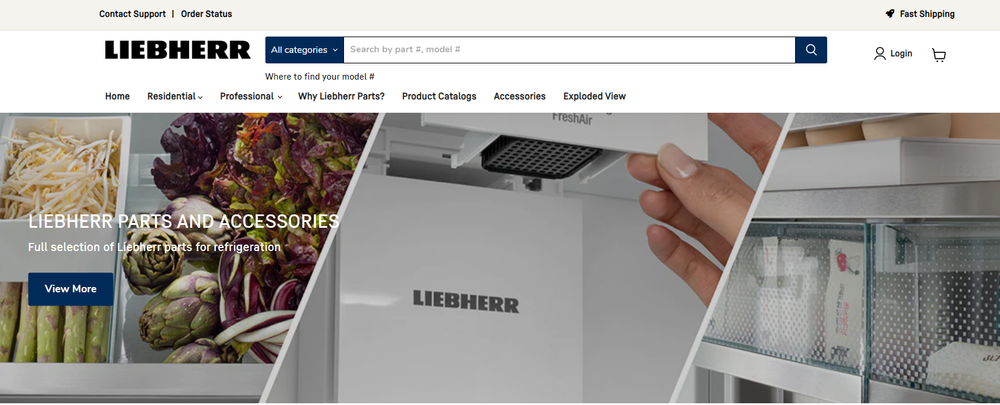 Contact Support | Order Status
Fast Shipping
LIEBHERR
All categories
Search by part #, model #
Login
Where to find your model #
Home
Residential
Professional
Why Liebherr Parts?
Product Catalogs
Accessories
Exploded View
FreshAir
LIEBHERR PARTS AND ACCESSORIES
Full selection of Liebherr parts for refrigeration
View More
LIEBHERR